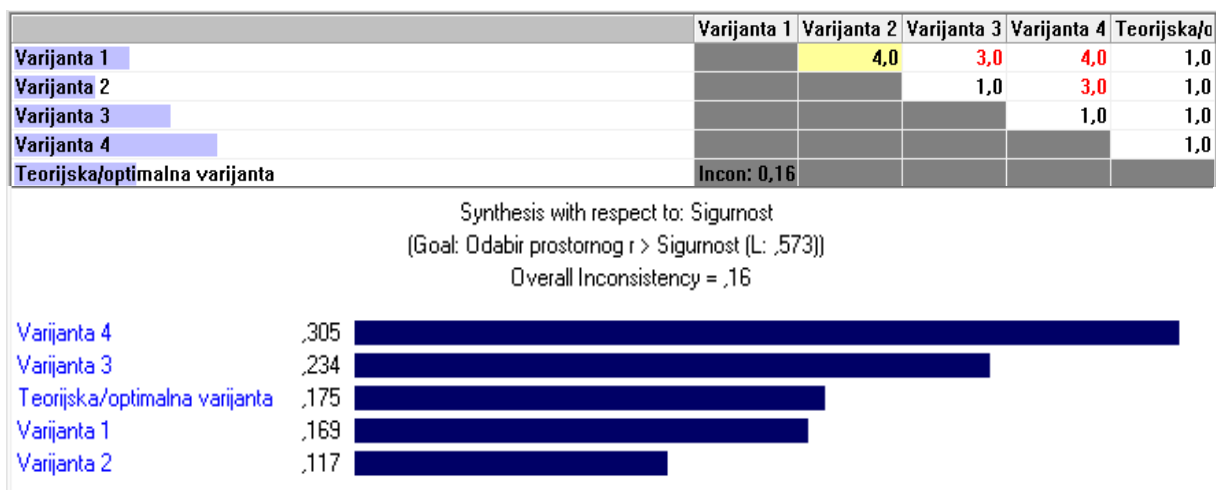 Varijanta 1 Varijanta 2 Varijanta 3 Varijanta 4 Teorijska/o
Varijanta 1 4,0 3,0 4,0 1,0
Varijanta 2 1,0 3,0 1,0
Varijanta 3 1,0 1,0
Varijanta 4 1,0
Teorijska/optimalna varijanta Incon: 0,16
Synthesis with respect to: Sigurnost
(Goal: Odabir prostornog r > Sigurnost (L: ,573))
Overall Inconsistency = ,16
Varijanta 4 ,305
Varijanta 3 ,234
Teorijska/optimalna varijanta ,175
Varijanta 1 ,169
Varijanta 2 ,117